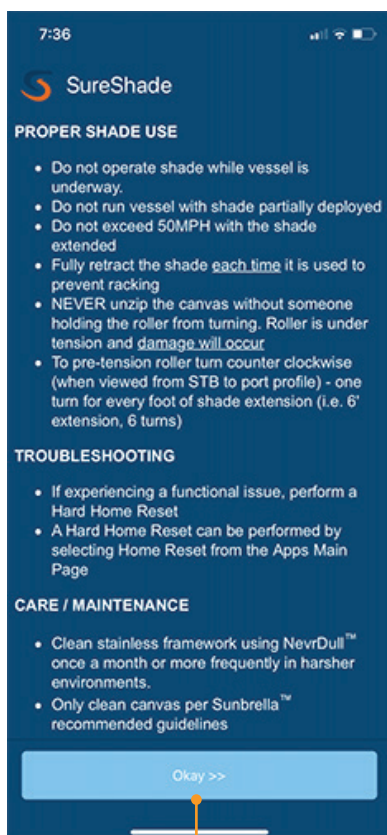 7:36
SureShade
PROPER SHADE USE
• Do not operate shade while vessel is
underway.
• Do not run vessel with shade partially deployed
• Do not exceed 50MPH with the shade
extended
• Fully retract the shade each time it is used to
prevent racking
• NEVER unzip the canvas without someone
holding the roller from turning. Roller is under
tension and damage will occur
• To pre-tension roller turn counter clockwise
(when viewed from STB to port profile) - one
turn for every foot of shade extension (i.e. 6'
extension, 6 turns)
TROUBLESHOOTING
• If experiencing a functional issue, perform a
Hard Home Reset
• A Hard Home Reset can be performed by
selecting Home Reset from the Apps Main
Page
CARE / MAINTENANCE
• Clean stainless framework using NevrDull™
once a month or more frequently in harsher
environments.
• Only clean canvas per Sunbrella™
recommended guidelines
Okay >>